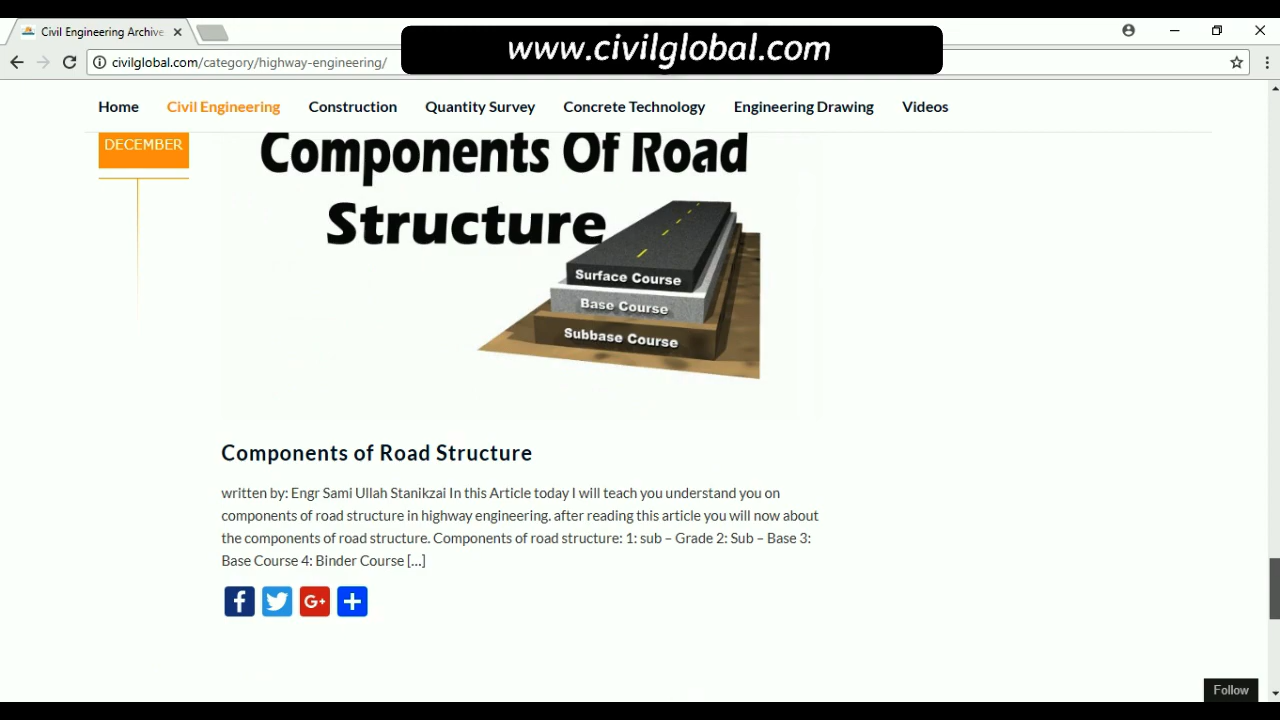 Civil Engineering Archive
www.civilglobal.com
civilglobal.com/category/highway-engineering/
Home Civil Engineering Construction Quantity Survey Concrete Technology Engineering Drawing Videos
DECEMBER
Components Of Road
Structure
Surface Course
Base Course
Subbase Course
Components of Road Structure
written by: Engr Sami Ullah Stanikzai In this Article today I will teach you understand you on
components of road structure in highway engineering. after reading this article you will now about
the components of road structure. Components of road structure: 1: sub – Grade 2: Sub – Base 3:
Base Course 4: Binder Course [...]
G+
Follow